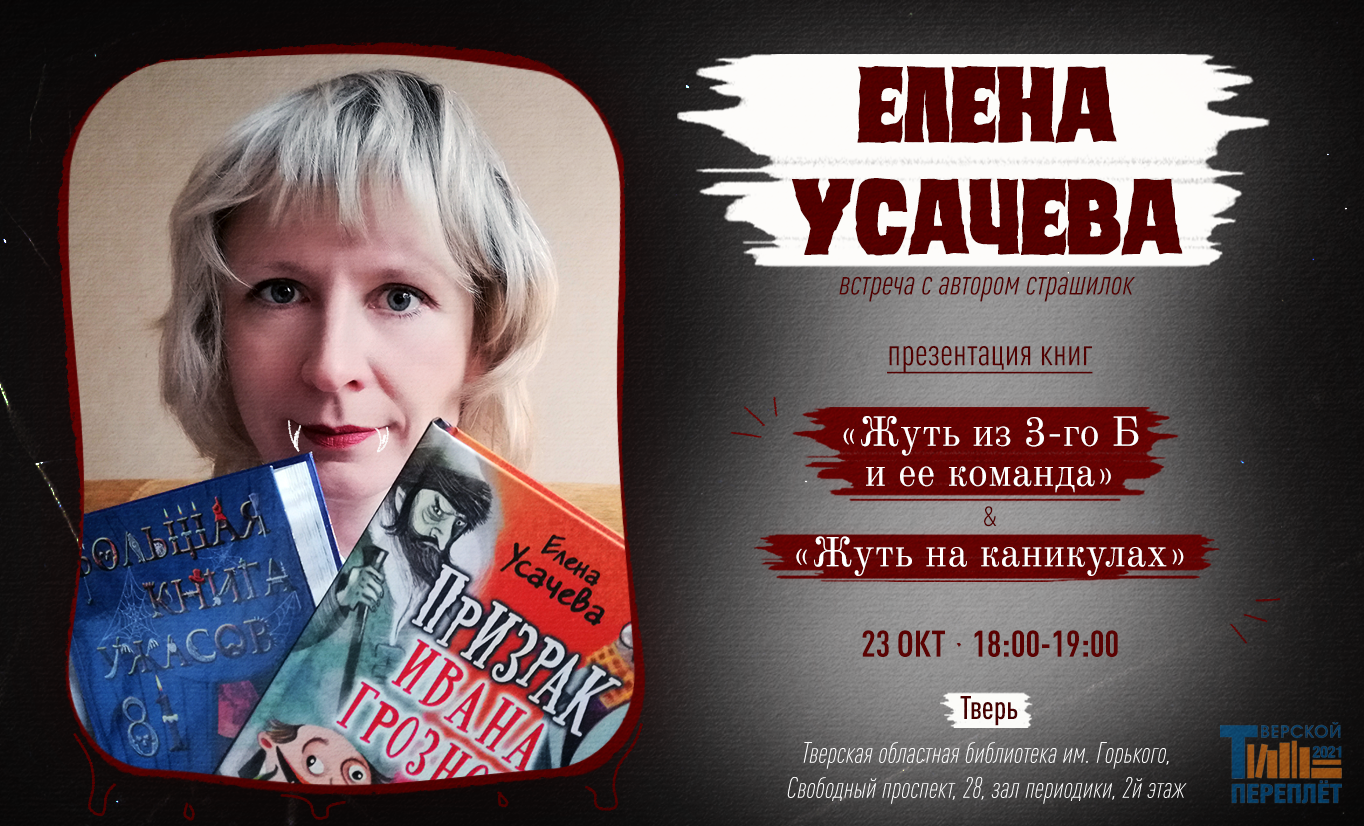 ЕЛЕНА
УСАЧЕВА
встреча с автором страшилок
презентация книг
«Жуть из 3-го Б
и ее команда»
&
«Жуть на каникулах»
23 ОКТ · 18:00-19:00
Тверь
Тверская областная библиотека им. Горького,
Свободный проспект, 28, зал периодики, 2й этаж
БОЛЬШАЯ
КНИГА
УЖАСОВ
81
Елена
Усачева
ПРИЗРАК
ИВАНА
ГРОЗНО
ТВЕРСКОЙ
2021
ПЕРЕПЛЁТ